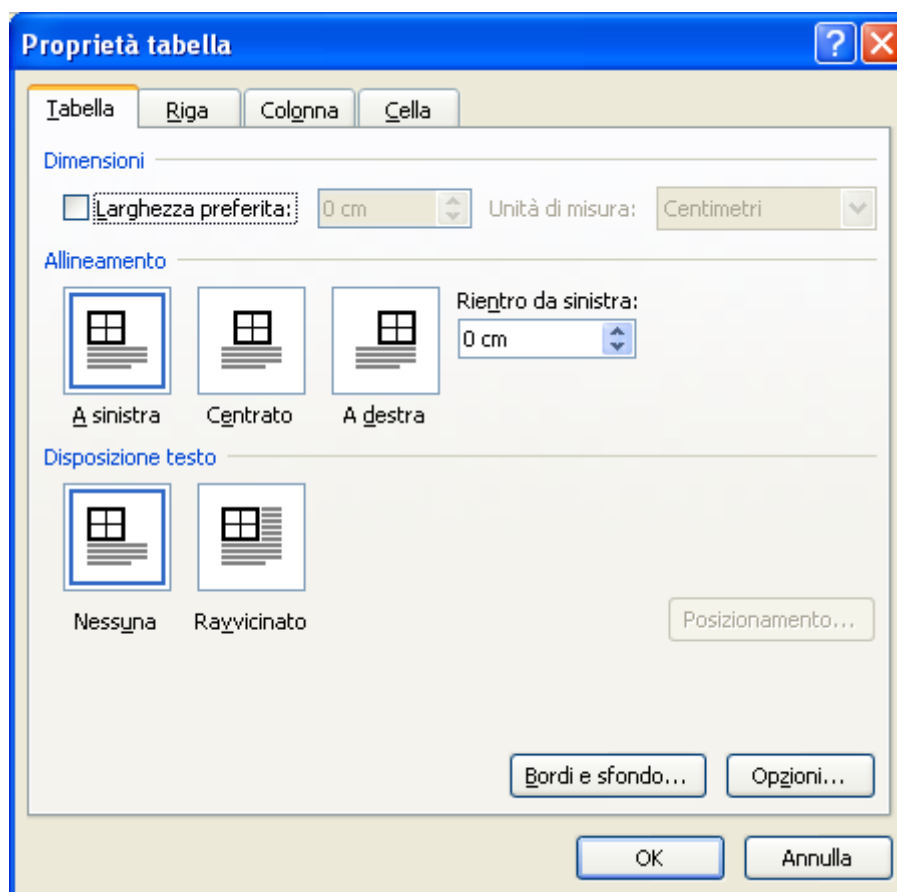 Proprietà tabella
Tabella Riga Colonna Cella
Dimensioni
Larghezza preferita: 0 cm Unità di misura: Centimetri
Allineamento
Rientro da sinistra:
0 cm
A sinistra Centrato A destra
Disposizione testo
Nessuna Ravvicinato
Posizionamento...
Bordi e sfondo... Opzioni...
OK Annulla